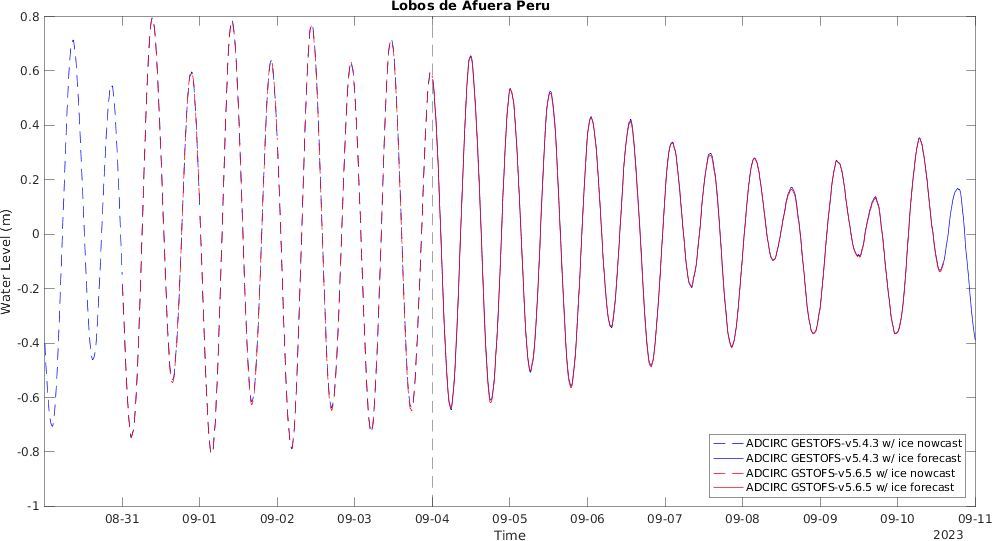 Lobos de Afuera Peru
Water Level (m)
0.8
0.6
0.4
0.2
0
-0.2
-0.4
-0.6
-0.8
-1
ADCIRC GESTOFS-v5.4.3 w/ ice nowcast
ADCIRC GESTOFS-v5.4.3 w/ ice forecast
ADCIRC GSTOFS-v5.6.5 w/ ice nowcast
ADCIRC GSTOFS-v5.6.5 w/ ice forecast
08-31 09-01 09-02 09-03 09-04 09-05 09-06 09-07 09-08 09-09 09-10 09-11
Time
2023